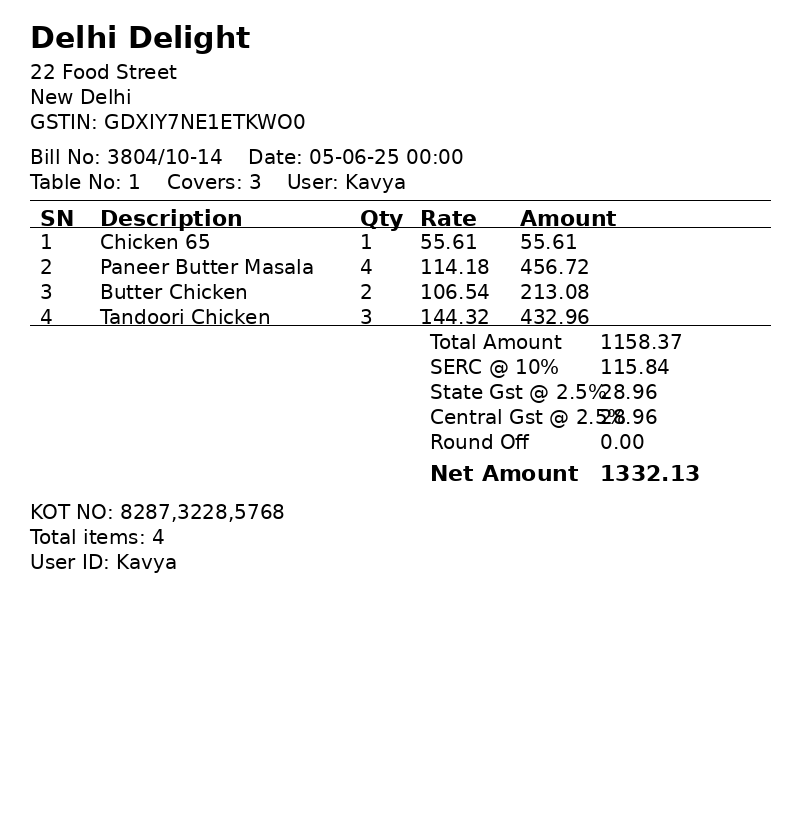 Delhi Delight
22 Food Street
New Delhi
GSTIN: GDXIY7NE1ETKWO0
Bill No: 3804/10-14 Date: 05-06-25 00:00
Table No: 1 Covers: 3 User: Kavya
SN Description Qty Rate Amount
1 Chicken 65 1 55.61 55.61
2 Paneer Butter Masala 4 114.18 456.72
3 Butter Chicken 2 106.54 213.08
4 Tandoori Chicken 3 144.32 432.96
Total Amount 1158.37
SERC @ 10% 115.84
State Gst @ 2.5% 28.96
Central Gst @ 2.5% 28.96
Round Off 0.00
Net Amount 1332.13
KOT NO: 8287,3228,5768
Total items: 4
User ID: Kavya